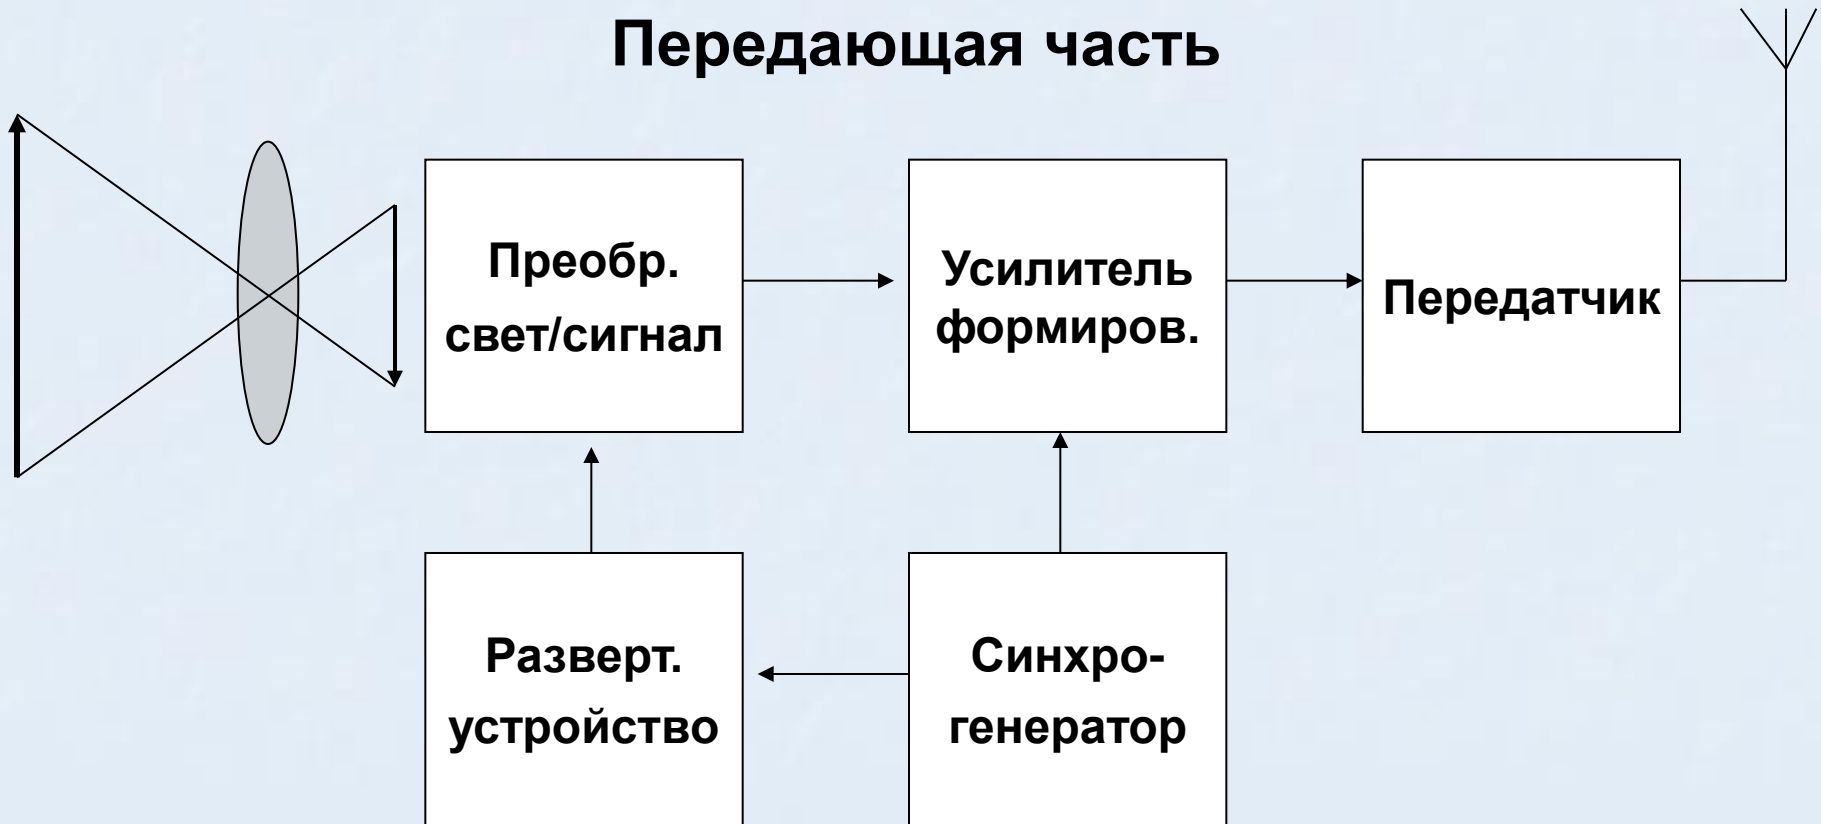 Передающая часть
Преобр.
свет/сигнал
Усилитель
формиров.
Передатчик
Разверт.
устройство
Синхро-
генератор